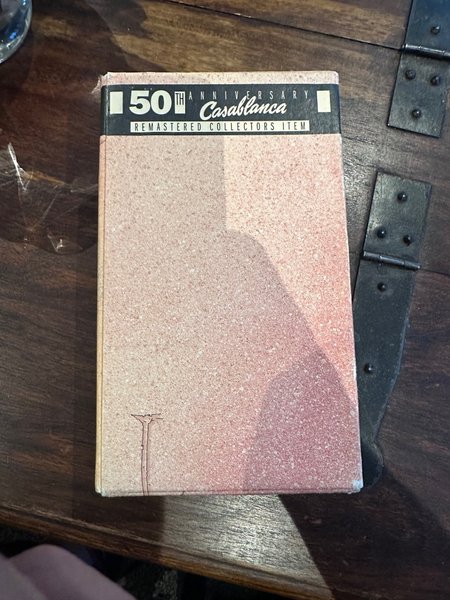 50TH ANNIVERSARY
Casablanca
REMASTERED COLLECTORS ITEM